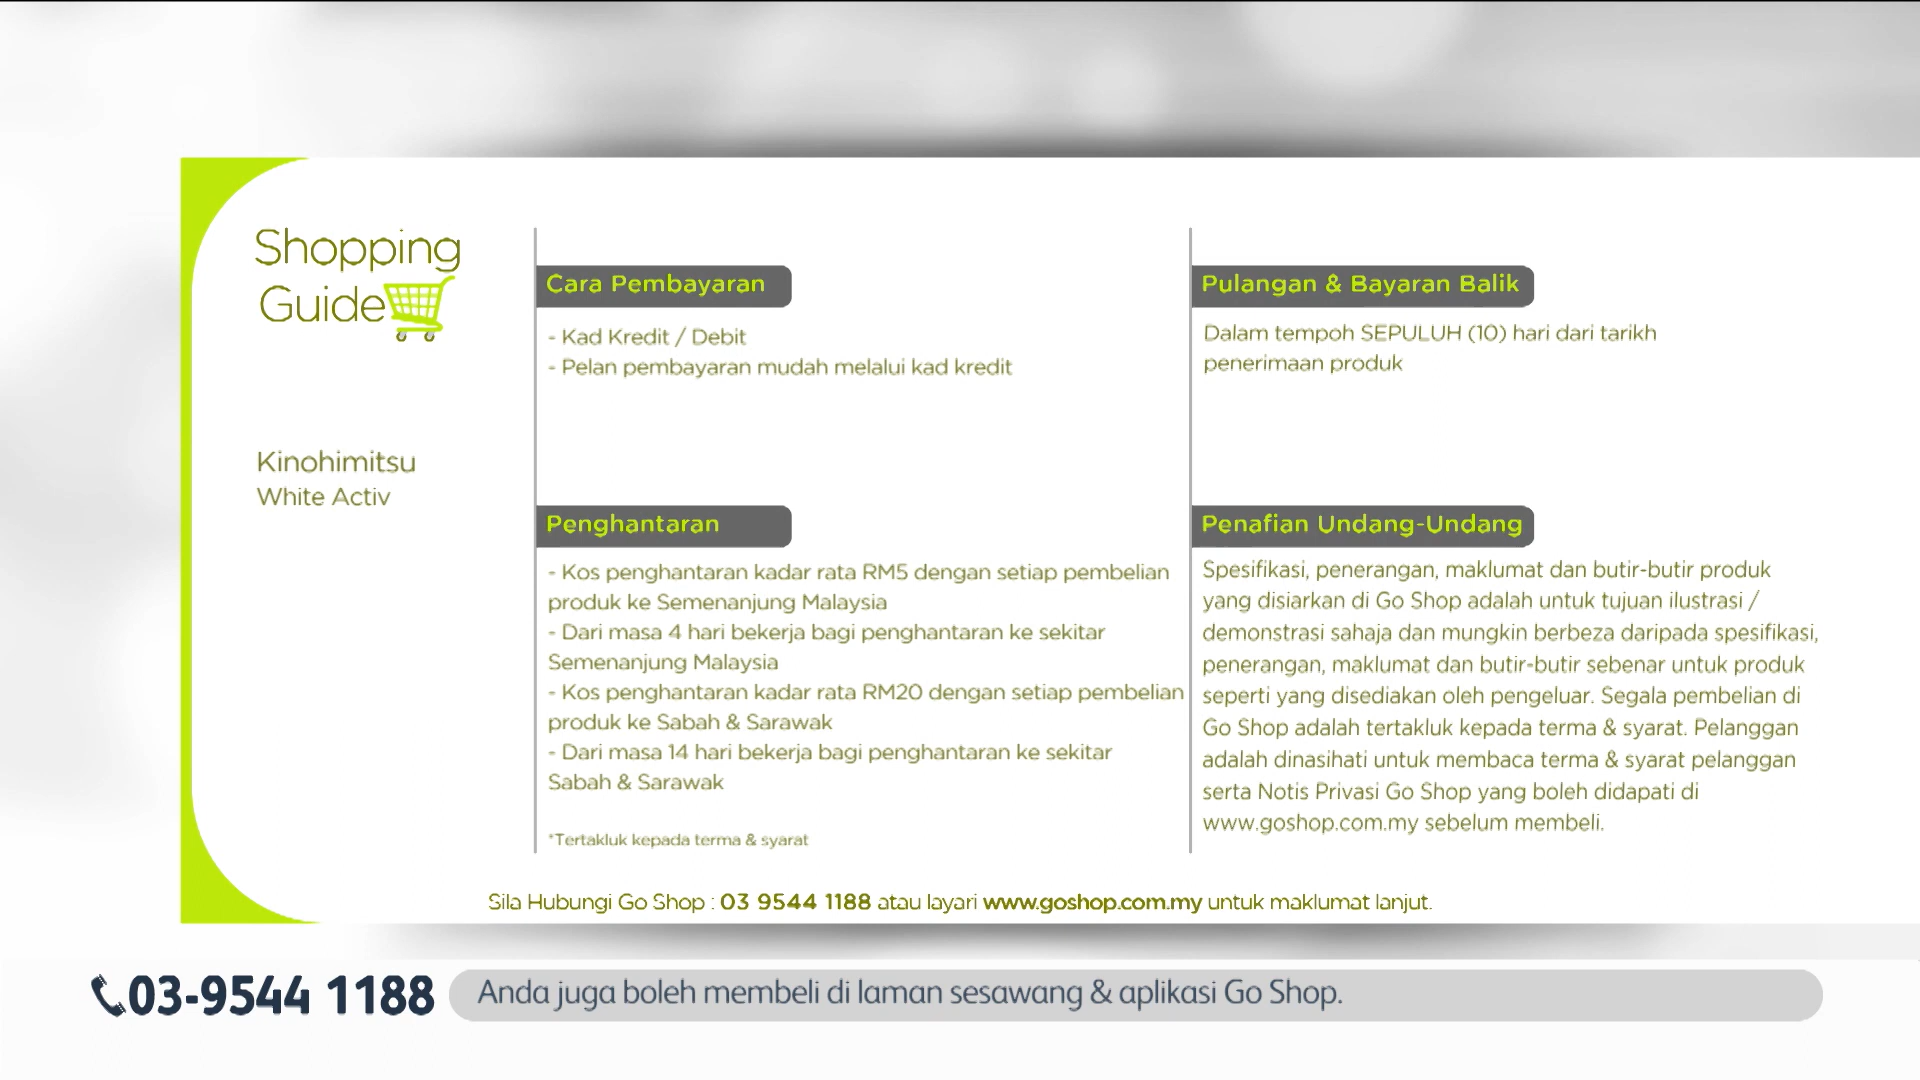 Shopping
Guide
Kinohimitsu
White Activ
Cara Pembayaran
- Kad Kredit / Debit
- Pelan pembayaran mudah melalui kad kredit
Penghantaran
- Kos penghantaran kadar rata RM5 dengan setiap pembelian
produk ke Semenanjung Malaysia
- Dari masa 4 hari bekerja bagi penghantaran ke sekitar
Semenanjung Malaysia
- Kos penghantaran kadar rata RM20 dengan setiap pembelian
produk ke Sabah & Sarawak
- Dari masa 14 hari bekerja bagi penghantaran ke sekitar
Sabah & Sarawak
*Tertakluk kepada terma & syarat
Pulangan & Bayaran Balik
Dalam tempoh SEPULUH (10) hari dari tarikh
penerimaan produk
Penafian Undang-Undang
Spesifikasi, penerangan, maklumat dan butir-butir produk
yang disiarkan di Go Shop adalah untuk tujuan ilustrasi /
demonstrasi sahaja dan mungkin berbeza daripada spesifikasi,
penerangan, maklumat dan butir-butir sebenar untuk produk
seperti yang disediakan oleh pengeluar. Segala pembelian di
Go Shop adalah tertakluk kepada terma & syarat. Pelanggan
adalah dinasihati untuk membaca terma & syarat pelanggan
serta Notis Privasi Go Shop yang boleh didapati di
www.goshop.com.my sebelum membeli.
Sila Hubungi Go Shop : 03 9544 1188 atau layari www.goshop.com.my untuk maklumat lanjut.
03-9544 1188
Anda juga boleh membeli di laman sesawang & aplikasi Go Shop.